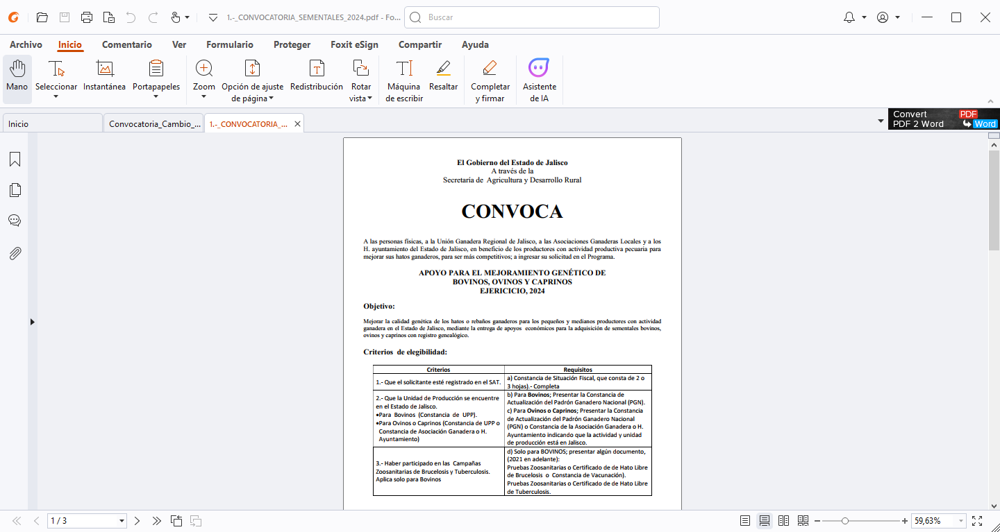 1.-_CONVOCATORIA_SEMENTALES_2024.pdf - Fo...
Buscar
Archivo
Inicio
Comentario
Ver
Formulario
Proteger
Foxit eSign
Compartir
Ayuda
Mano
Seleccionar
Instantánea
Portapapeles
Zoom
Opción de ajuste
de página
Redistribución
Rotar
vista
Máquina
de escribir
Resaltar
Completar
y firmar
Asistente
de IA
Inicio
Convocatoria_Cambio_...
1.-_CONVOCATORIA_...
Convert PDF
PDF 2 Word Word
El Gobierno del Estado de Jalisco
A través de la
Secretaría de Agricultura y Desarrollo Rural
CONVOCA
A las personas físicas, a la Unión Ganadera Regional de Jalisco, a las Asociaciones Ganaderas Locales y a los
H. ayuntamiento del Estado de Jalisco, en beneficio de los productores con actividad productiva pecuaria para
mejorar sus hatos ganaderos, para ser más competitivos; a ingresar su solicitud en el Programa.
APOYO PARA EL MEJORAMIENTO GENÉTICO DE
BOVINOS, OVINOS Y CAPRINOS
EJERICICIO, 2024
Objetivo:
Mejorar la calidad genética de los hatos o rebaños ganaderos para los pequeños y medianos productores con actividad
ganadera en el Estado de Jalisco, mediante la entrega de apoyos económicos para la adquisición de sementales bovinos,
ovinos y caprinos con registro genealógico.
Criterios de elegibilidad:
Criterios
Requisitos
1.- Que el solicitante esté registrado en el SAT.
a) Constancia de Situación Fiscal, que consta de 2 o
3 hojas).- Completa
2.- Que la Unidad de Producción se encuentre
en el Estado de Jalisco.
•Para Bovinos (Constancia de UPP).
•Para Ovinos o Caprinos (Constancia de UPP o
Constancia de Asociación Ganadera o H.
Ayuntamiento)
b) Para Bovinos; Presentar la Constancia de
Actualización del Padrón Ganadero Nacional (PGN).
c) Para Ovinos o Caprinos; Presentar la Constancia
de Actualización del Padrón Ganadero Nacional
(PGN) o Constancia de la Asociación Ganadera o H.
Ayuntamiento indicando que la actividad y unidad
de producción está en Jalisco.
3.- Haber participado en las Campañas
Zoosanitarias de Brucelosis y Tuberculosis.
Aplica solo para Bovinos
d) Solo para BOVINOS; presentar algún documento,
(2021 en adelante):
Pruebas Zoosanitarias o Certificado de de Hato Libre
de Brucelosis o Constancia de Vacunación).
Pruebas Zoosanitarias o Certificado de de Hato Libre
de Tuberculosis.
1 / 3
59,63%